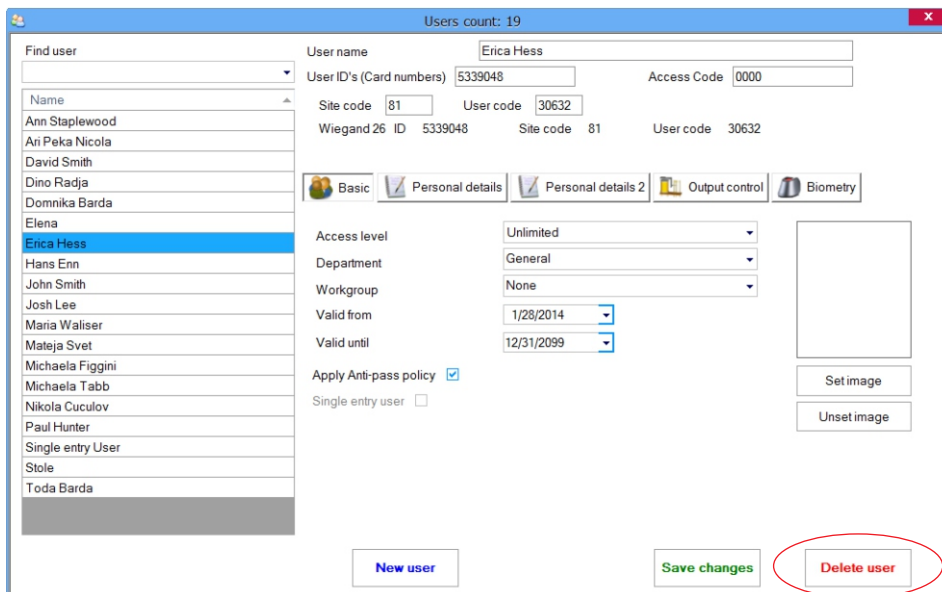 Users count: 19
x
Find user
Name
Ann Staplewood
Ari Peka Nicola
David Smith
Dino Radja
Domnika Barda
Elena
Erica Hess
Hans Enn
John Smith
Josh Lee
Maria Waliser
Mateja Svet
Michaela Figgini
Michaela Tabb
Nikola Cuculov
Paul Hunter
Single entry User
Stole
Toda Barda
User name Erica Hess
User ID's (Card numbers) 5339048 Access Code 0000
Site code 81 User code 30632
Wiegand 26 ID 5339048 Site code 81 User code 30632
Basic Personal details Personal details 2 Output control Biometry
Access level Unlimited
Department General
Workgroup None
Valid from 1/28/2014
Valid until 12/31/2099
Apply Anti-pass policy
Single entry user
Set image
Unset image
New user Save changes Delete user